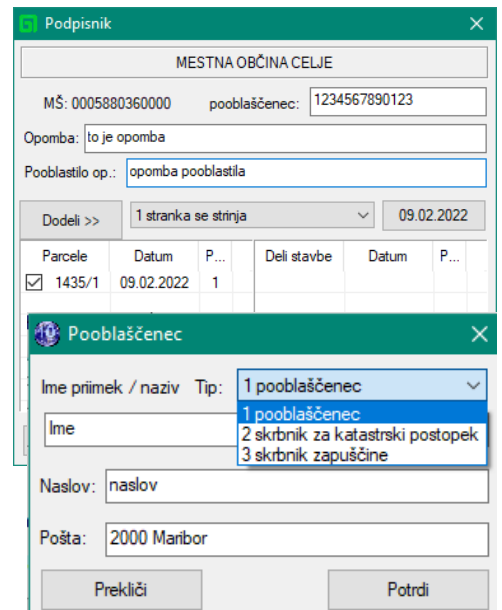 Podpisnik
MESTNA OBČINA CELJE
MŠ: 0005880360000 pooblaščenec: 1234567890123
Opomba: to je opomba
Pooblastilo op.: opomba pooblastila
Dodeli >> 1 stranka se strinja 09.02.2022
Parcele Datum P... Deli stavbe Datum P...
1435/1 09.02.2022 1
Pooblaščenec
Ime priimek / naziv Tip: 1 pooblaščenec
1 pooblaščenec
Ime
2 skrbnik za katastrski postopek
3 skrbnik zapuščine
Naslov: naslov
Pošta: 2000 Maribor
Prekliči Potrdi